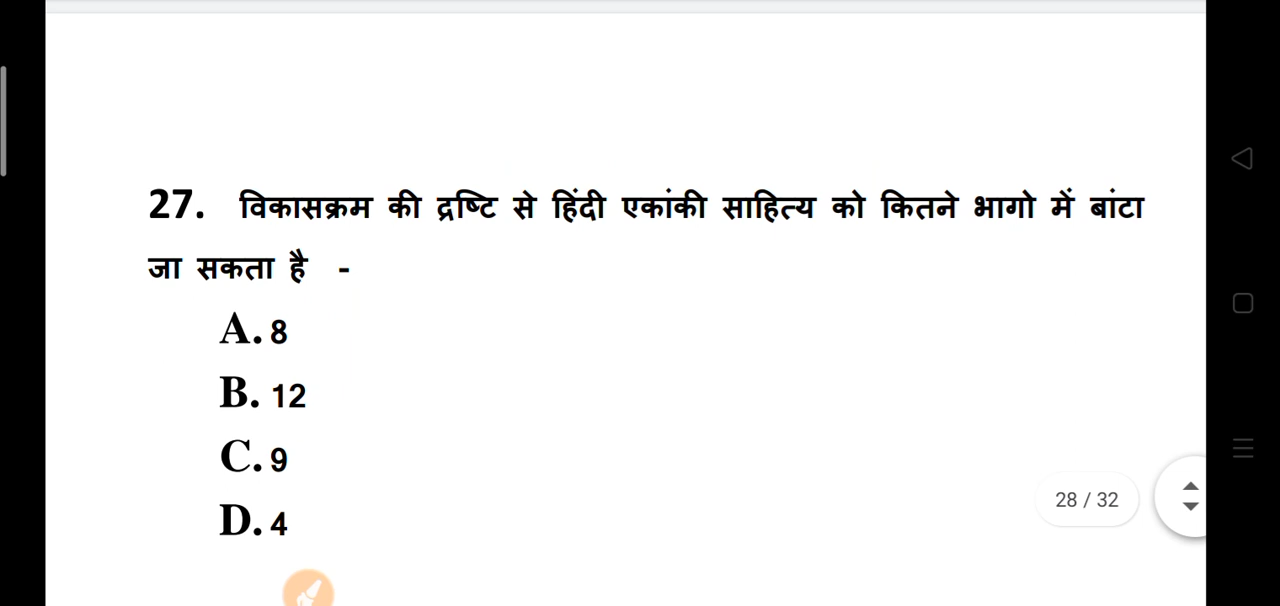 27. विकासक्रम की द्रष्टि से हिंदी एकांकी साहित्य को कितने भागो में बांटा
जा सकता है -
A. 8
B. 12
C. 9
D. 4
28 / 32